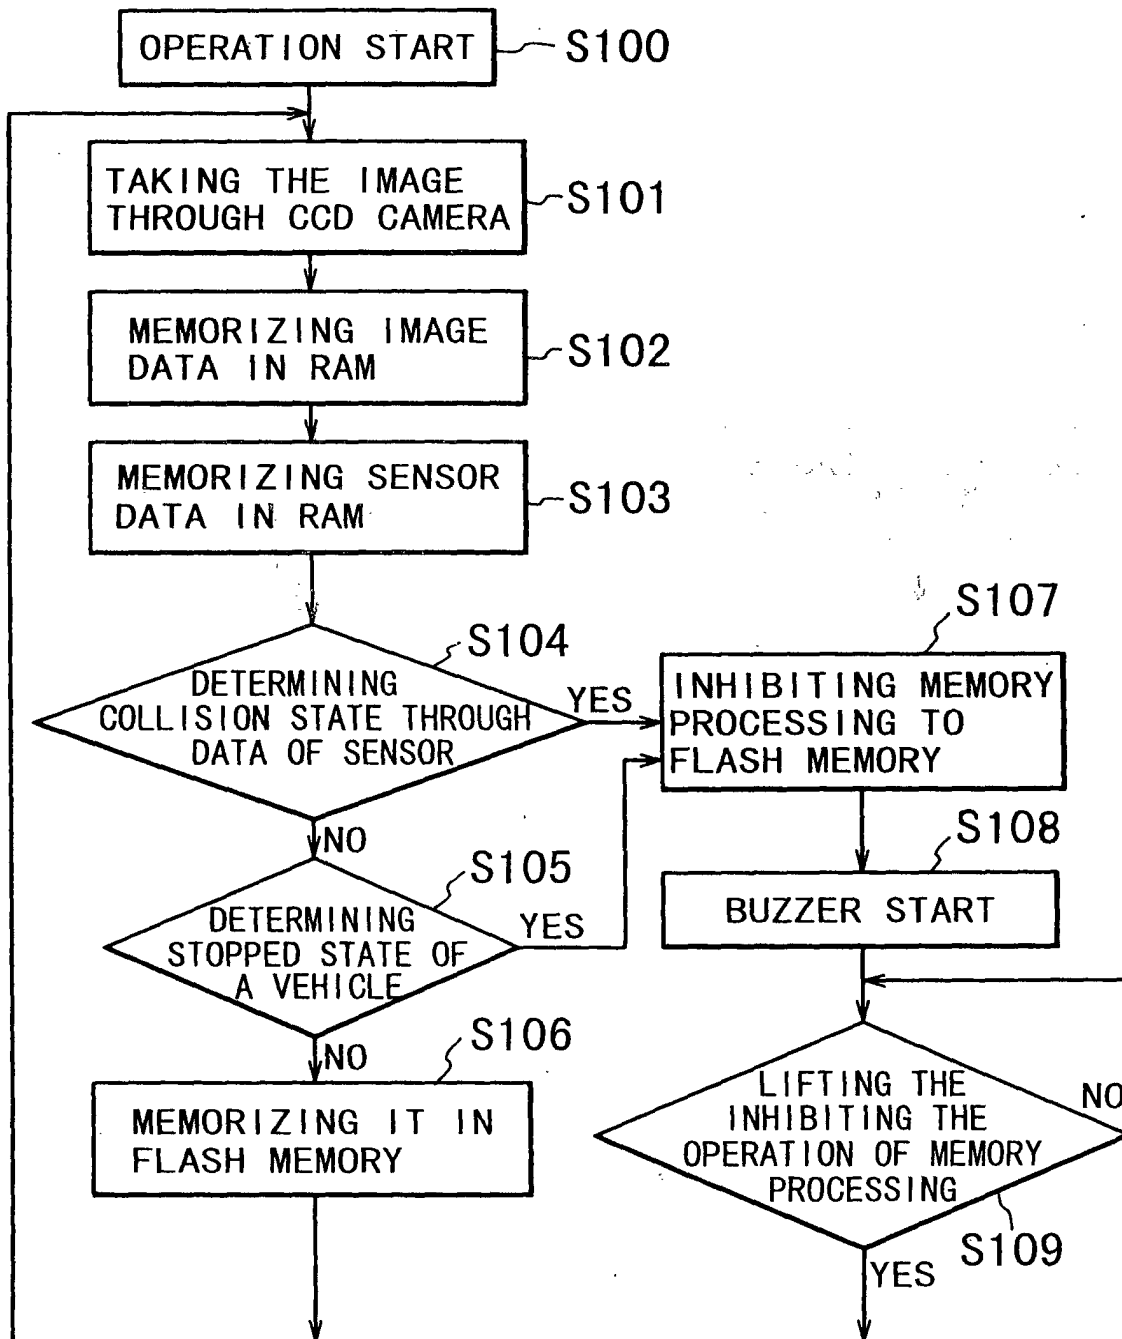 OPERATION START
S100
TAKING THE IMAGE
THROUGH CCD CAMERA
S101
MEMORIZING IMAGE
DATA IN RAM
S102
MEMORIZING SENSOR
DATA IN RAM
S103
S104
DETERMINING
COLLISION STATE THROUGH
DATA OF SENSOR
YES
NO
S105
DETERMINING
STOPPED STATE OF
A VEHICLE
YES
NO
S106
MEMORIZING IT IN
FLASH MEMORY
S107
INHIBITING MEMORY
PROCESSING TO
FLASH MEMORY
S108
BUZZER START
LIFTING THE
INHIBITING THE
OPERATION OF MEMORY
PROCESSING
NO
S109
YES